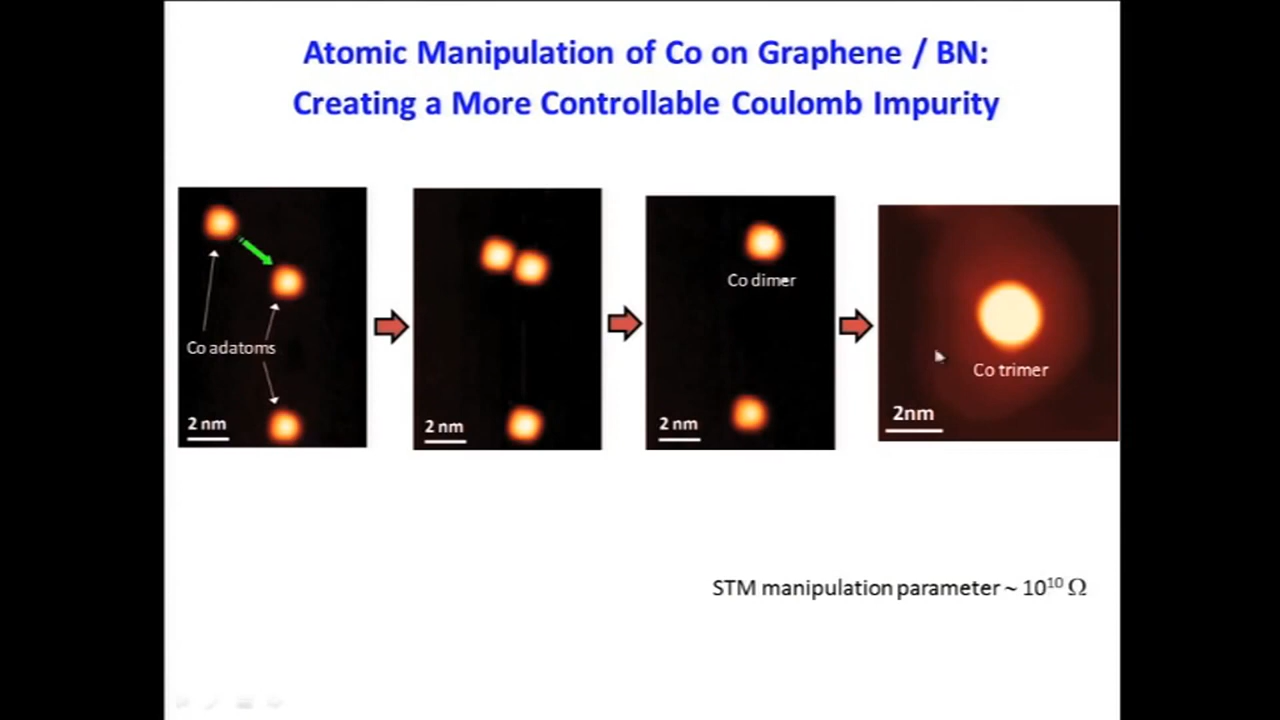 Atomic Manipulation of Co on Graphene / BN:
Creating a More Controllable Coulomb Impurity
Co adatoms
2 nm
2 nm
Co dimer
2 nm
Co trimer
2nm
STM manipulation parameter ~ 10¹⁰ Ω